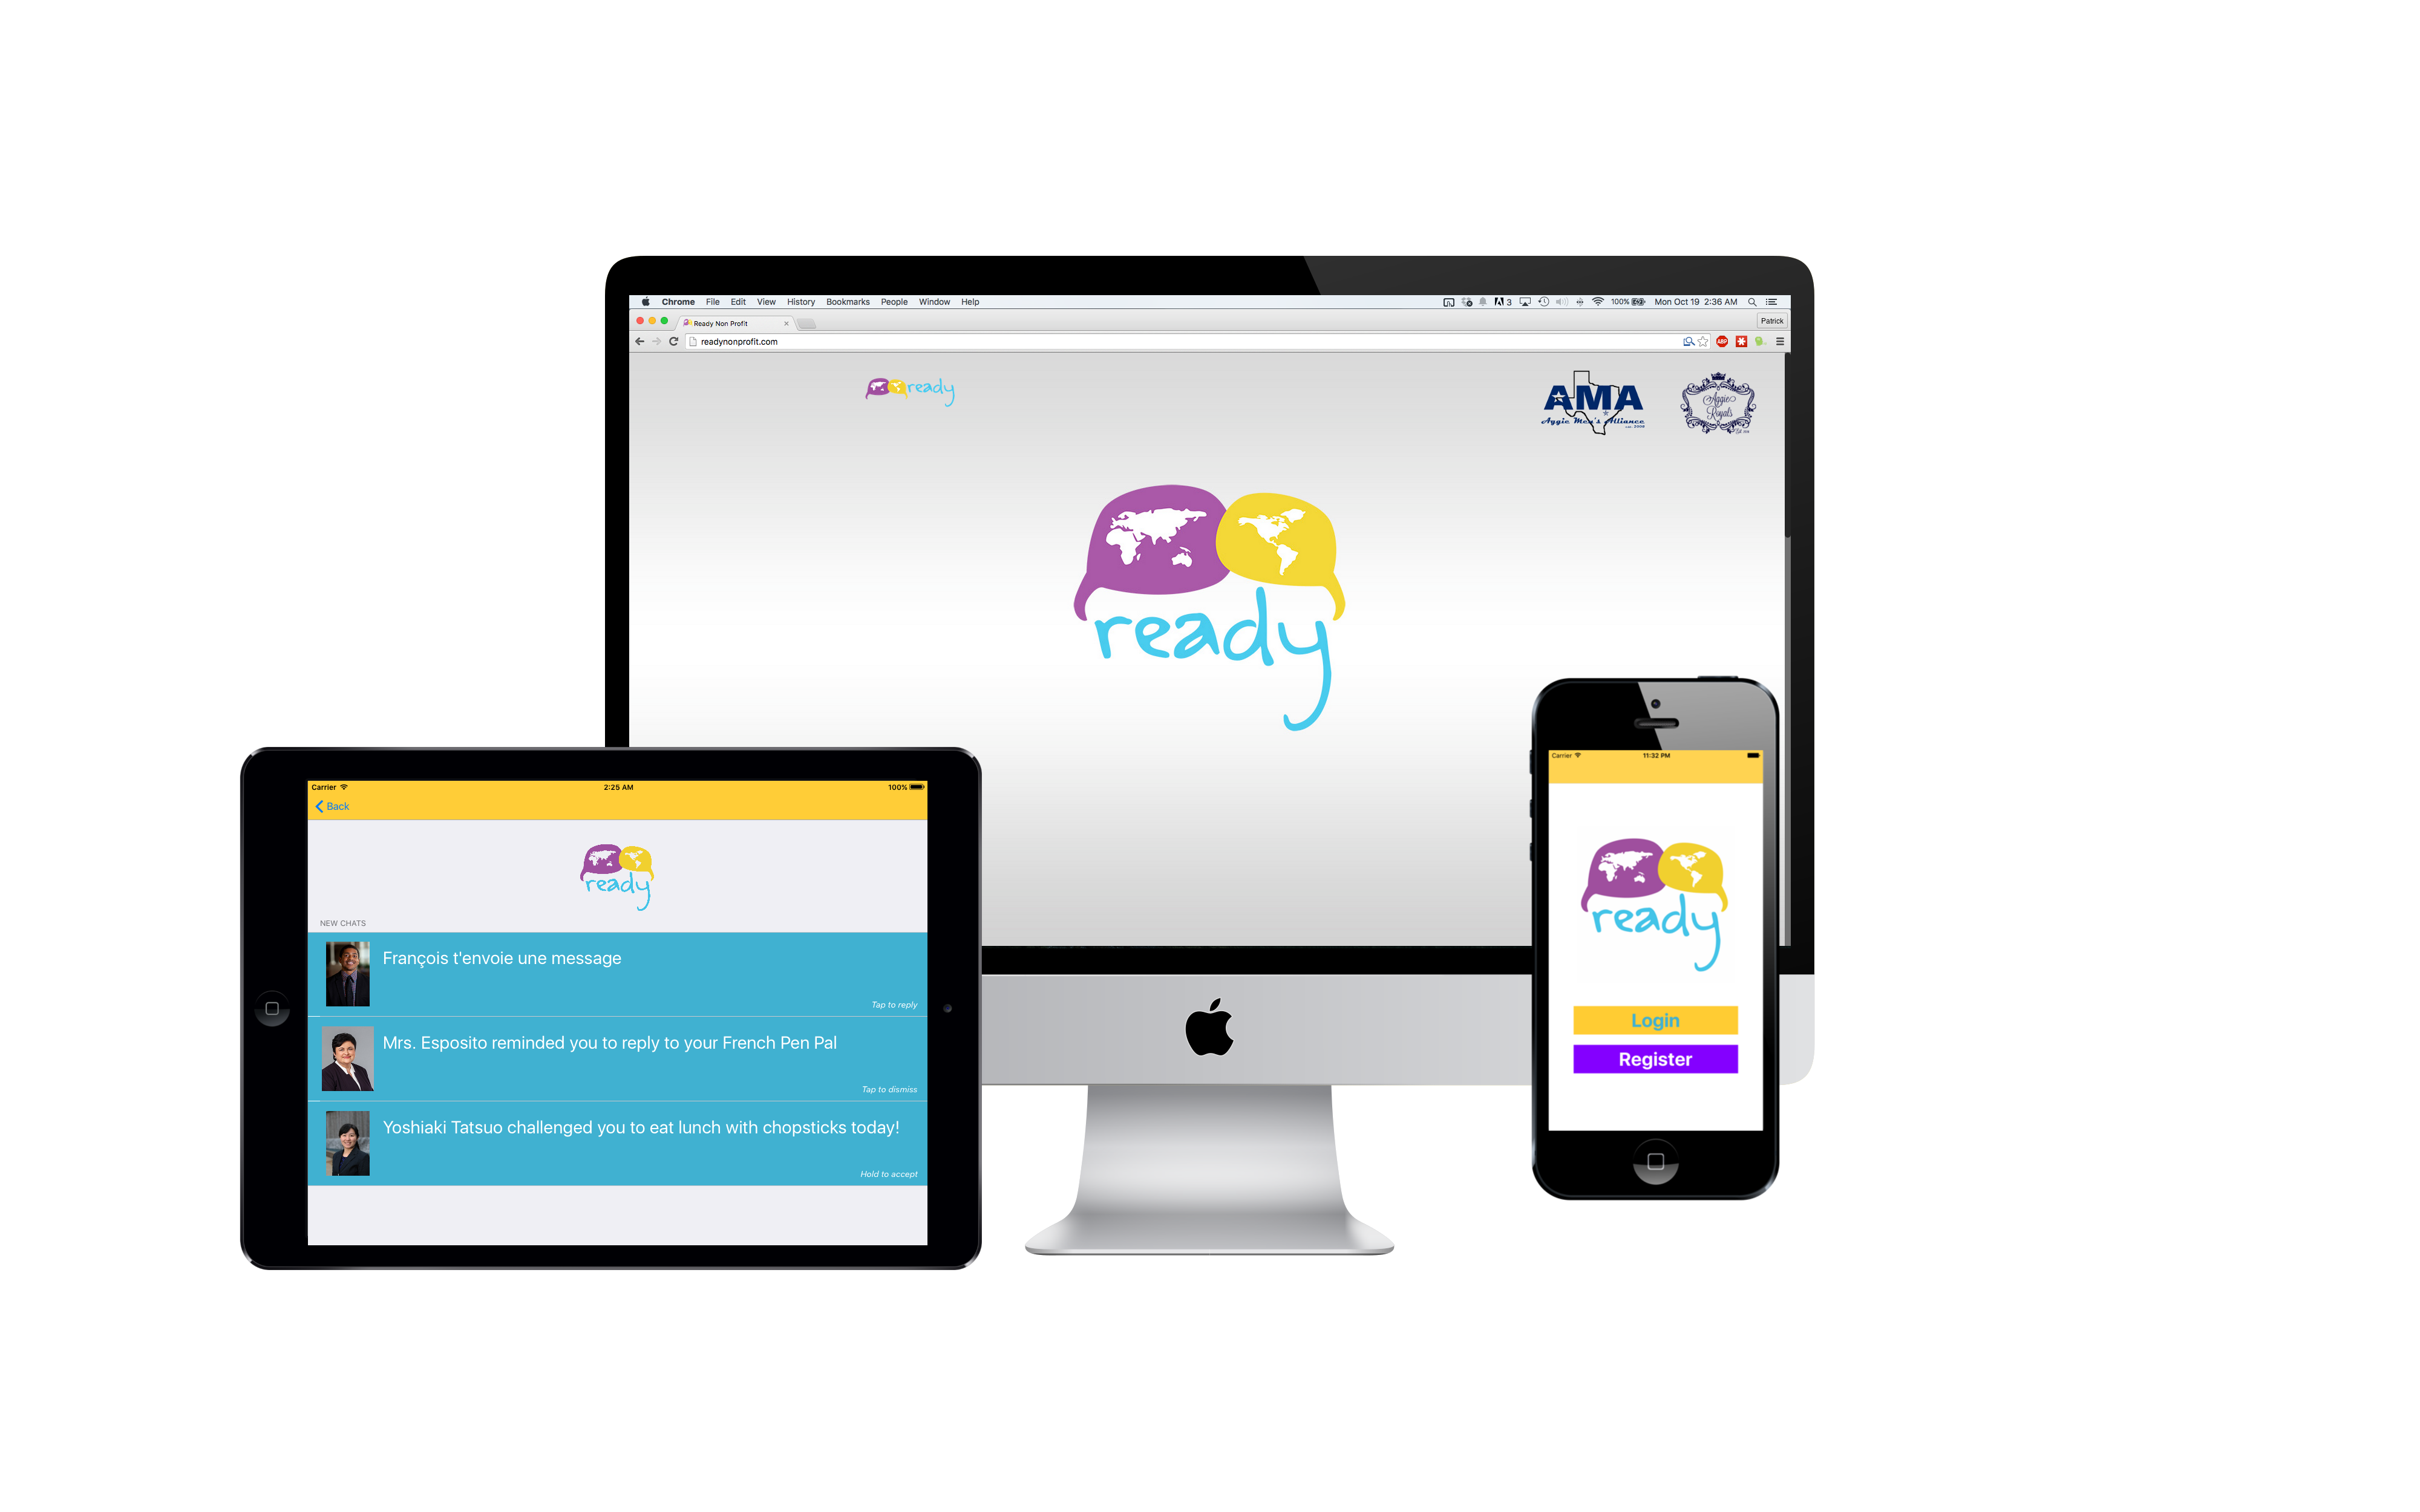 Chrome File Edit View History Bookmarks People Window Help
3 100% Mon Oct 19 2:36 AM
Ready Non Profit
Patrick
readynonprofit.com
ABP
ready
AMA
Aggie Men's Alliance
est. 2008
Aggie
Royals
ready
Carrier 2:25 AM 100%
Back
ready
NEW CHATS
François t'envoie une message
Tap to reply
Mrs. Esposito reminded you to reply to your French Pen Pal
Tap to dismiss
Yoshiaki Tatsuo challenged you to eat lunch with chopsticks today!
Hold to accept
Carrier 11:32 PM
ready
Login
Register